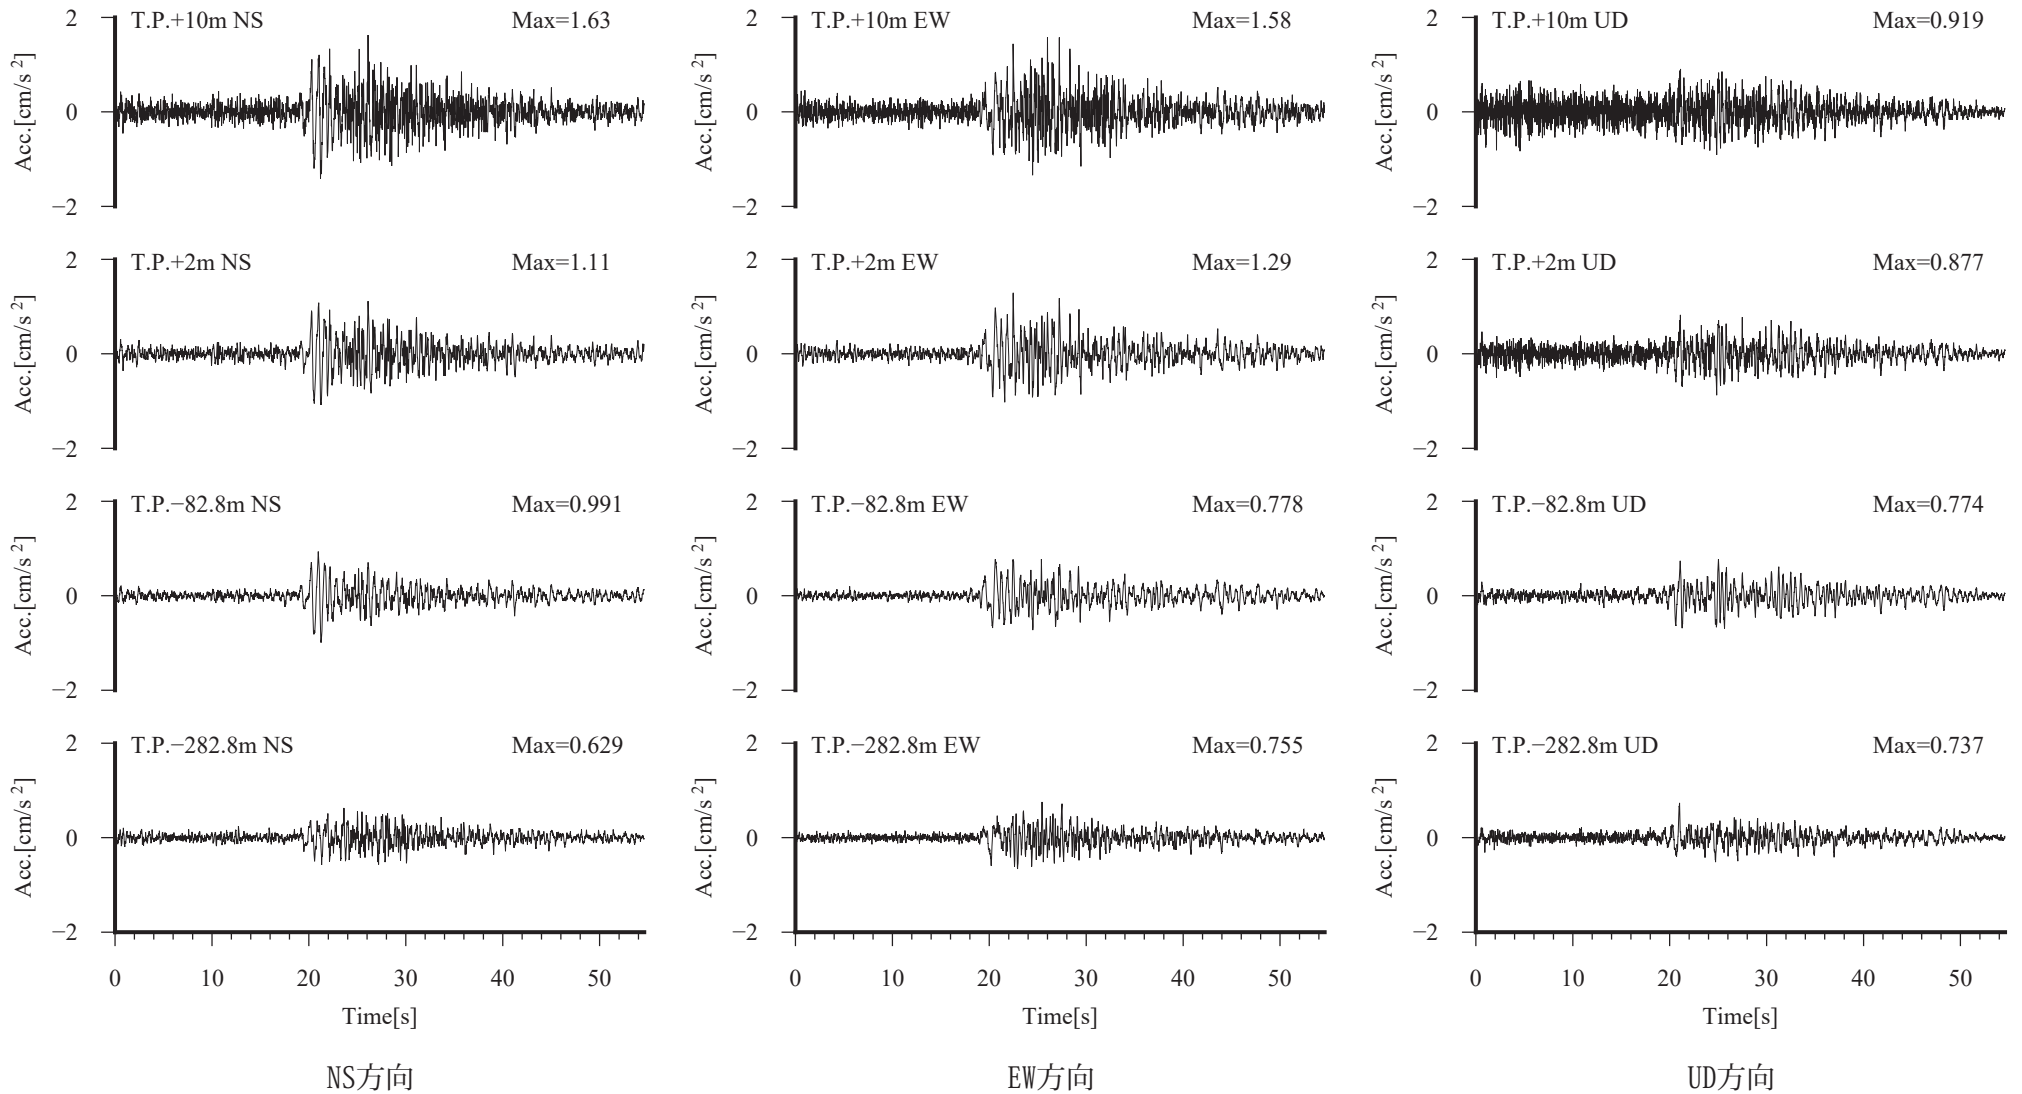 T.P.+10m NS Max=1.63
2
0
−2
Acc.[cm/s²]
T.P.+10m EW Max=1.58
2
0
−2
Acc.[cm/s²]
T.P.+10m UD Max=0.919
2
0
−2
Acc.[cm/s²]
T.P.+2m NS Max=1.11
2
0
−2
Acc.[cm/s²]
T.P.+2m EW Max=1.29
2
0
−2
Acc.[cm/s²]
T.P.+2m UD Max=0.877
2
0
−2
Acc.[cm/s²]
T.P.−82.8m NS Max=0.991
2
0
−2
Acc.[cm/s²]
T.P.−82.8m EW Max=0.778
2
0
−2
Acc.[cm/s²]
T.P.−82.8m UD Max=0.774
2
0
−2
Acc.[cm/s²]
T.P.−282.8m NS Max=0.629
2
0
−2
Acc.[cm/s²]
T.P.−282.8m EW Max=0.755
2
0
−2
Acc.[cm/s²]
T.P.−282.8m UD Max=0.737
2
0
−2
Acc.[cm/s²]
0 10 20 30 40 50
Time[s]
NS方向
0 10 20 30 40 50
Time[s]
EW方向
0 10 20 30 40 50
Time[s]
UD方向